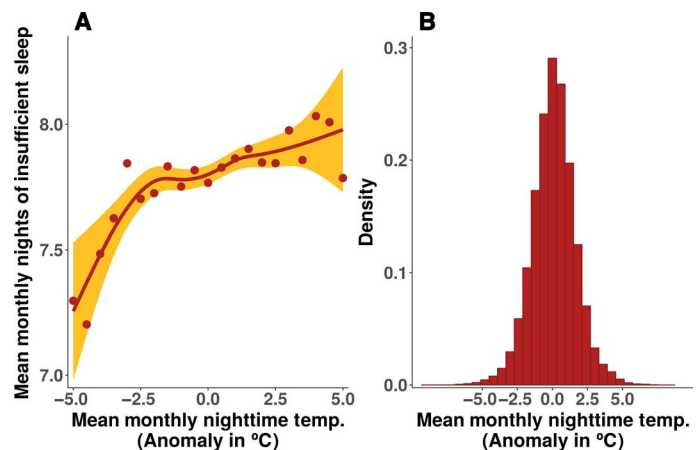 A
Mean monthly nights of insufficient sleep
8.0
7.5
7.0
−5.0 −2.5 0.0 2.5 5.0
Mean monthly nighttime temp.
(Anomaly in ºC)
B
Density
0.3
0.2
0.1
0.0
−5.0 −2.5 0.0 2.5 5.0
Mean monthly nighttime temp.
(Anomaly in ºC)